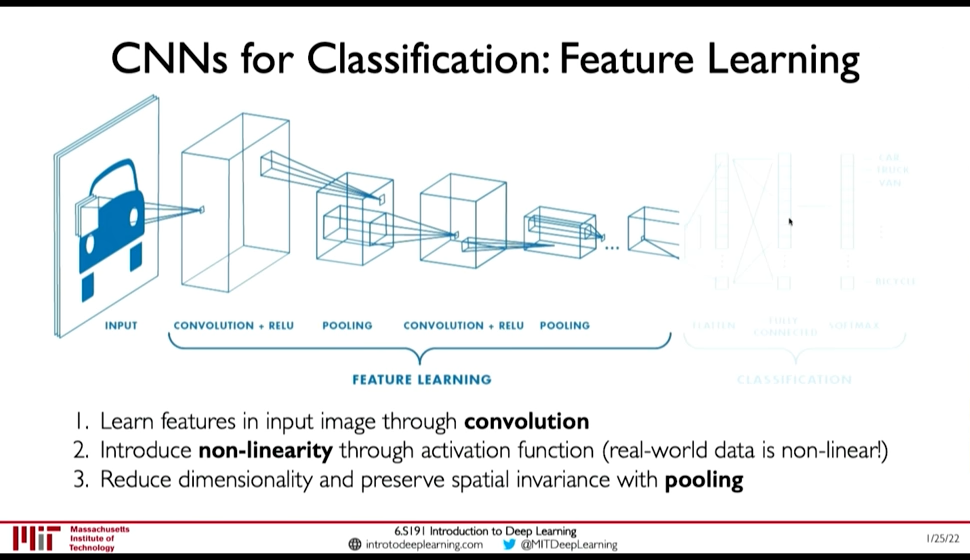 CNNs for Classification: Feature Learning
CAR
TRUCK
VAN
...
BICYCLE
INPUT
CONVOLUTION + RELU
POOLING
CONVOLUTION + RELU
POOLING
FLATTEN
FULLY
CONNECTED
SOFTMAX
FEATURE LEARNING
CLASSIFICATION
1. Learn features in input image through convolution
2. Introduce non-linearity through activation function (real-world data is non-linear!)
3. Reduce dimensionality and preserve spatial invariance with pooling
Massachusetts
Institute of
Technology
6.S191 Introduction to Deep Learning
introtodeeplearning.com @MITDeepLearning
1/25/22